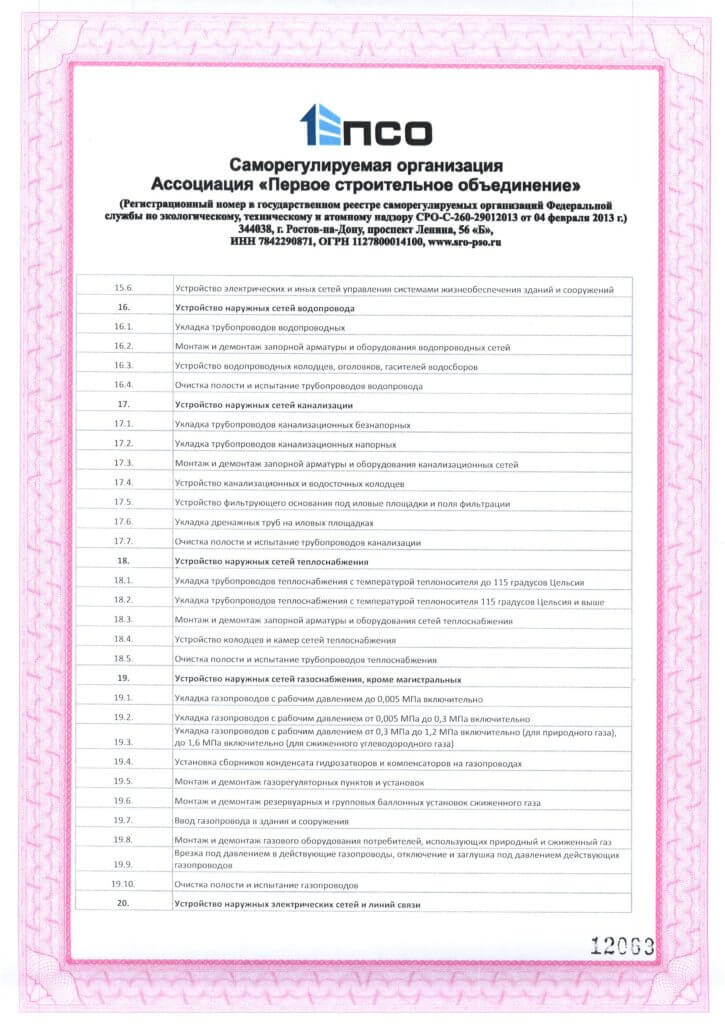 ПСО
Саморегулируемая организация
Ассоциация «Первое строительное объединение»
(Регистрационный номер в государственном реестре саморегулируемых организаций Федеральной
службы по экологическому, техническому и атомному надзору СРО-С-260-29012013 от 04 февраля 2013 г.)
344038, г. Ростов-на-Дону, проспект Ленина, 56 «Б»,
ИНН 7842290871, ОГРН 1127800014100, www.sro-pso.ru
15.6. Устройство электрических и иных сетей управления системами жизнеобеспечения зданий и сооружений
16. Устройство наружных сетей водопровода
16.1. Укладка трубопроводов водопроводных
16.2. Монтаж и демонтаж запорной арматуры и оборудования водопроводных сетей
16.3. Устройство водопроводных колодцев, оголовков, гасителей водосборов
16.4. Очистка полости и испытание трубопроводов водопровода
17. Устройство наружных сетей канализации
17.1. Укладка трубопроводов канализационных безнапорных
17.2. Укладка трубопроводов канализационных напорных
17.3. Монтаж и демонтаж запорной арматуры и оборудования канализационных сетей
17.4. Устройство канализационных и водосточных колодцев
17.5. Устройство фильтрующего основания под иловые площадки и поля фильтрации
17.6. Укладка дренажных труб на иловых площадках
17.7. Очистка полости и испытание трубопроводов канализации
18. Устройство наружных сетей теплоснабжения
18.1. Укладка трубопроводов теплоснабжения с температурой теплоносителя до 115 градусов Цельсия
18.2. Укладка трубопроводов теплоснабжения с температурой теплоносителя 115 градусов Цельсия и выше
18.3. Монтаж и демонтаж запорной арматуры и оборудования сетей теплоснабжения
18.4. Устройство колодцев и камер сетей теплоснабжения
18.5. Очистка полости и испытание трубопроводов теплоснабжения
19. Устройство наружных сетей газоснабжения, кроме магистральных
19.1. Укладка газопроводов с рабочим давлением до 0,005 МПа включительно
19.2. Укладка газопроводов с рабочим давлением от 0,005 МПа до 0,3 МПа включительно
19.3. Укладка газопроводов с рабочим давлением от 0,3 МПа до 1,2 МПа включительно (для природного газа),
до 1,6 МПа включительно (для сжиженного углеводородного газа)
19.4. Установка сборников конденсата гидрозатворов и компенсаторов на газопроводах
19.5. Монтаж и демонтаж газорегуляторных пунктов и установок
19.6. Монтаж и демонтаж резервуарных и групповых баллонных установок сжиженного газа
19.7. Ввод газопровода в здания и сооружения
19.8. Монтаж и демонтаж газового оборудования потребителей, использующих природный и сжиженный газ
19.9. Врезка под давлением в действующие газопроводы, отключение и заглушка под давлением действующих
газопроводов
19.10. Очистка полости и испытание газопроводов
20. Устройство наружных электрических сетей и линий связи
12063